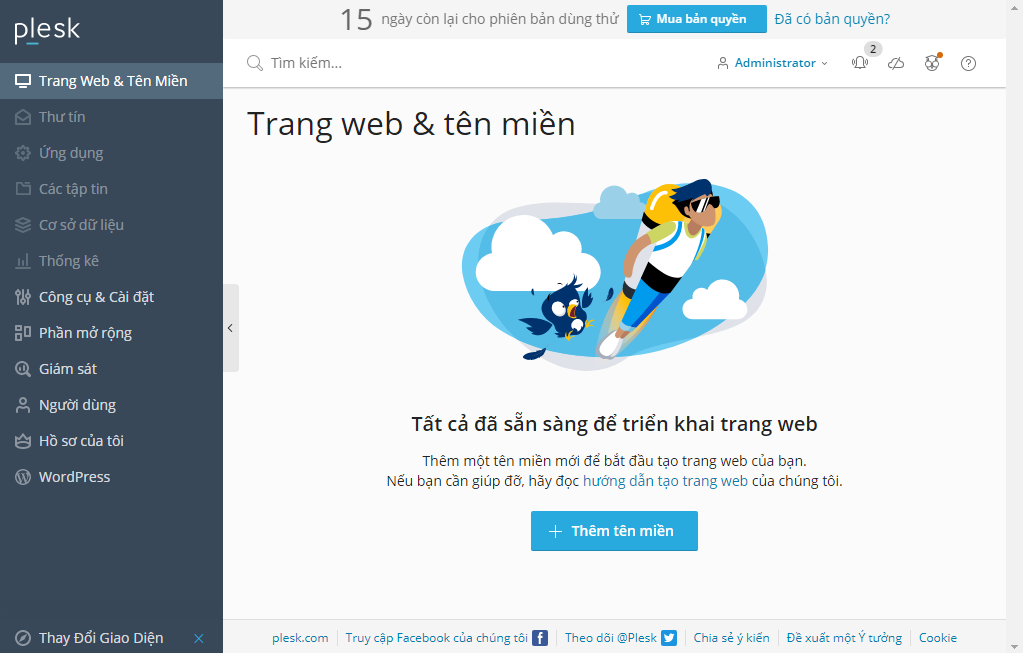 plesk
15 ngày còn lại cho phiên bản dùng thử Mua bản quyền Đã có bản quyền?
Tìm kiếm...
Administrator
2
Trang Web & Tên Miền
Thư tín
Ứng dụng
Các tập tin
Cơ sở dữ liệu
Thống kê
Công cụ & Cài đặt
Phần mở rộng
Giám sát
Người dùng
Hồ sơ của tôi
WordPress
Thay Đổi Giao Diện
Trang web & tên miền
Tất cả đã sẵn sàng để triển khai trang web
Thêm một tên miền mới để bắt đầu tạo trang web của bạn.
Nếu bạn cần giúp đỡ, hãy đọc hướng dẫn tạo trang web của chúng tôi.
Thêm tên miền
plesk.com Truy cập Facebook của chúng tôi Theo dõi @Plesk Chia sẻ ý kiến Đề xuất một Ý tưởng Cookie